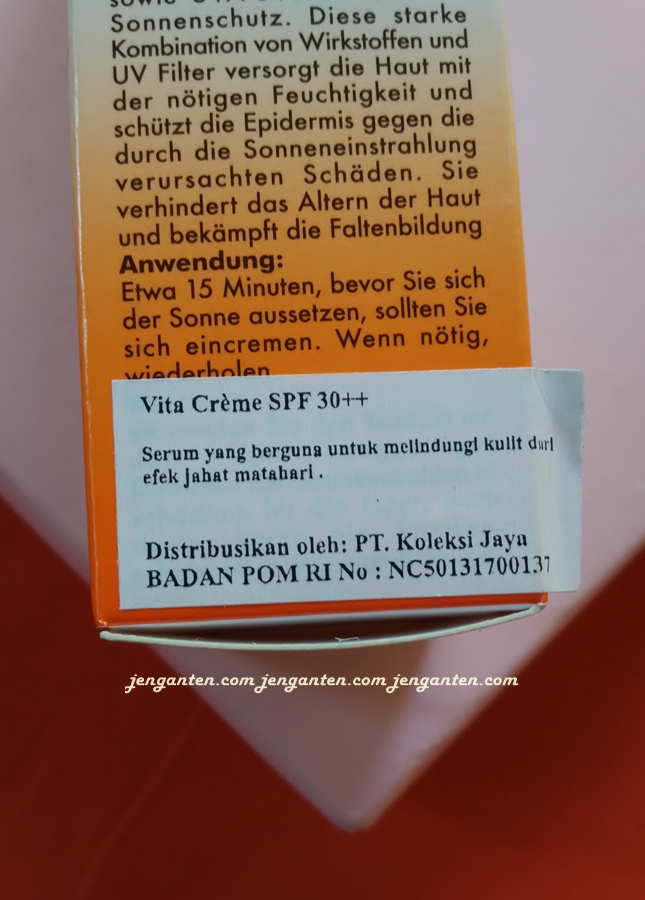 Sonnenschutz. Diese starke
Kombination von Wirkstoffen und
UV Filter versorgt die Haut mit
der nötigen Feuchtigkeit und
schützt die Epidermis gegen die
durch die Sonneneinstrahlung
verursachten Schäden. Sie
verhindert das Altern der Haut
und bekämpft die Faltenbildung
Anwendung:
Etwa 15 Minuten, bevor Sie sich
der Sonne aussetzen, sollten Sie
sich eincremen. Wenn nötig,
wiederholen
Vita Crème SPF 30++
Serum yang berguna untuk melindungi kulit dari
efek jahat matahari .
Distribusikan oleh: PT. Koleksi Jaya
BADAN POM RI No : NC50131700137
jenganten.com jenganten.com jenganten.com